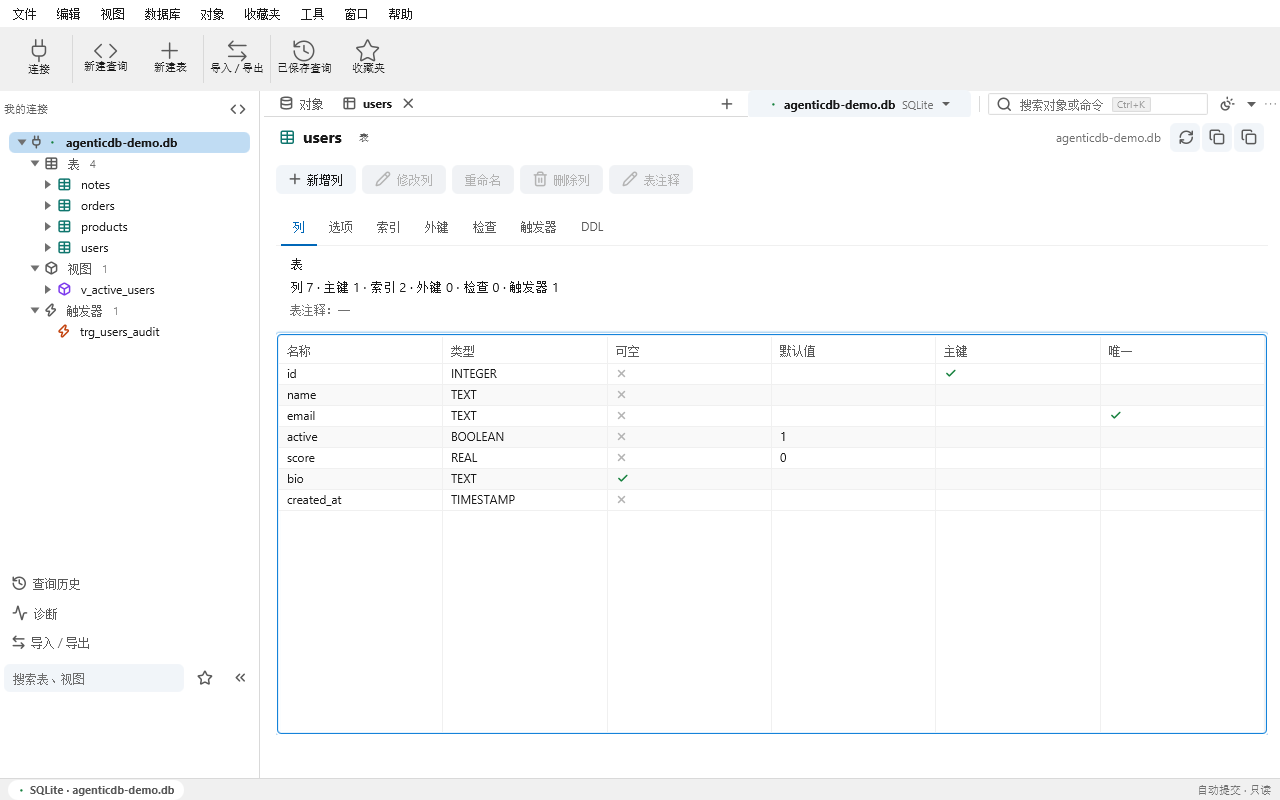 文件 编辑 视图 数据库 对象 收藏夹 工具 窗口 帮助
连接 新建查询 新建表 导入 / 导出 已保存查询 收藏夹
我的连接
agenticdb-demo.db
表 4
notes
orders
products
users
视图 1
v_active_users
触发器 1
trg_users_audit
查询历史
诊断
导入 / 导出
搜索表、视图
对象 users
agenticdb-demo.db SQLite
搜索对象或命令 Ctrl+K
users 表
agenticdb-demo.db
新增列 修改列 重命名 删除列 表注释
列 选项 索引 外键 检查 触发器 DDL
表
列 7 · 主键 1 · 索引 2 · 外键 0 · 检查 0 · 触发器 1
表注释：—
名称 类型 可空 默认值 主键 唯一
id INTEGER
name TEXT
email TEXT
active BOOLEAN 1
score REAL 0
bio TEXT
created_at TIMESTAMP
SQLite · agenticdb-demo.db
自动提交 · 只读